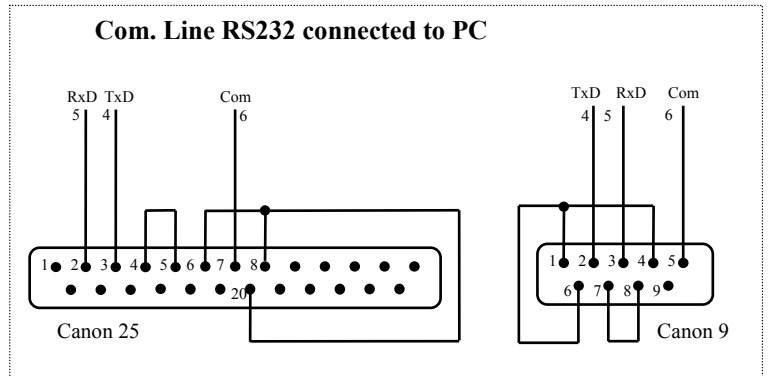 Com. Line RS232 connected to PC
RxD TxD Com
5 4 6
1 2 3 4 5 6 7 8
20
Canon 25
TxD RxD Com
4 5 6
1 2 3 4 5
6 7 8 9
Canon 9